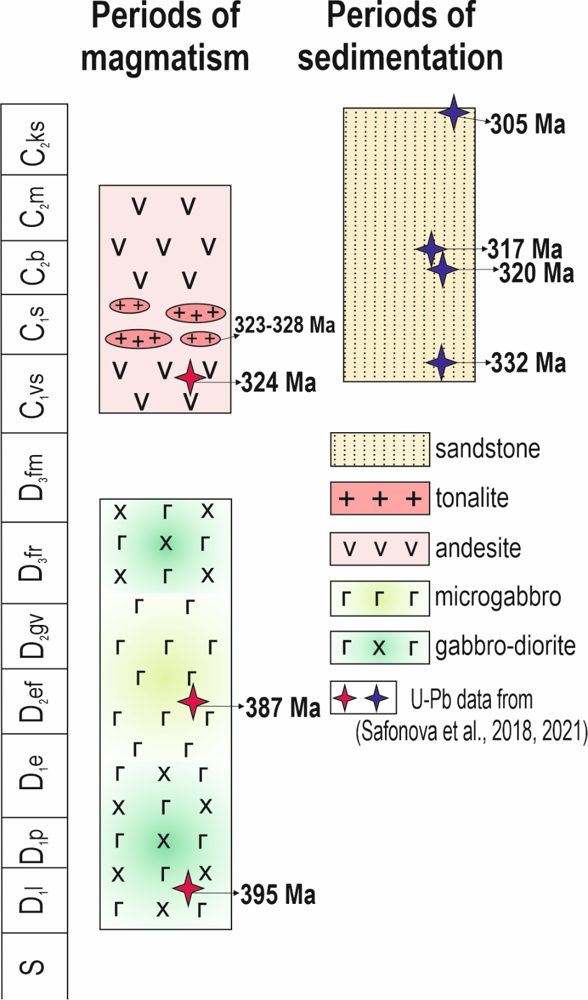 Periods of
magmatism
Periods of
sedimentation
C₂ks
C₂m
C₂b
C₁s
C₁vs
D₃fm
D₃fr
D₂gv
D₂ef
D₁e
D₁p
D₁l
S
V V
V V V
V V
+ +
+ + +
+ + +
+ +
323-328 Ma
V V V
324 Ma
V V
305 Ma
317 Ma
320 Ma
332 Ma
X Г X
Г X Г
X Г X
Г Г
Г Г Г
Г Г
387 Ma
Г Г Г
Г Г
Г X Г
X Г X
Г X Г
X Г X
395 Ma
Г X Г
sandstone
+ + + tonalite
V V V andesite
Г Г Г microgabbro
Г X Г gabbro-diorite
U-Pb data from
(Safonova et al., 2018, 2021)